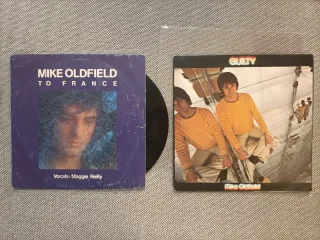 MIKE OLDFIELD
TO FRANCE
Vocals: Maggie Reilly
GUILTY
Mike Oldfield